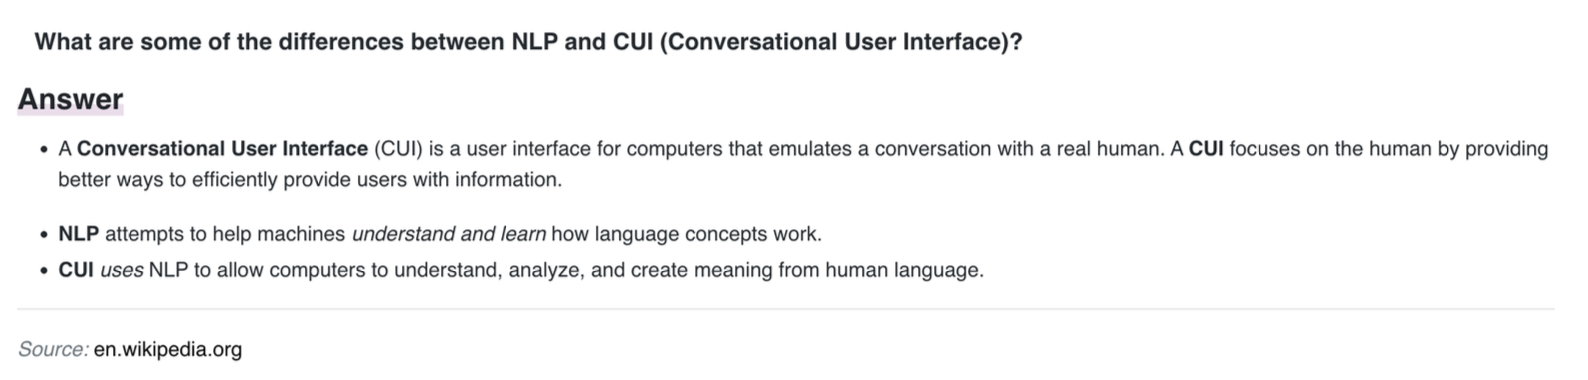 What are some of the differences between NLP and CUI (Conversational User Interface)?
Answer
• A Conversational User Interface (CUI) is a user interface for computers that emulates a conversation with a real human. A CUI focuses on the human by providing
better ways to efficiently provide users with information.
• NLP attempts to help machines understand and learn how language concepts work.
• CUI uses NLP to allow computers to understand, analyze, and create meaning from human language.
Source: en.wikipedia.org